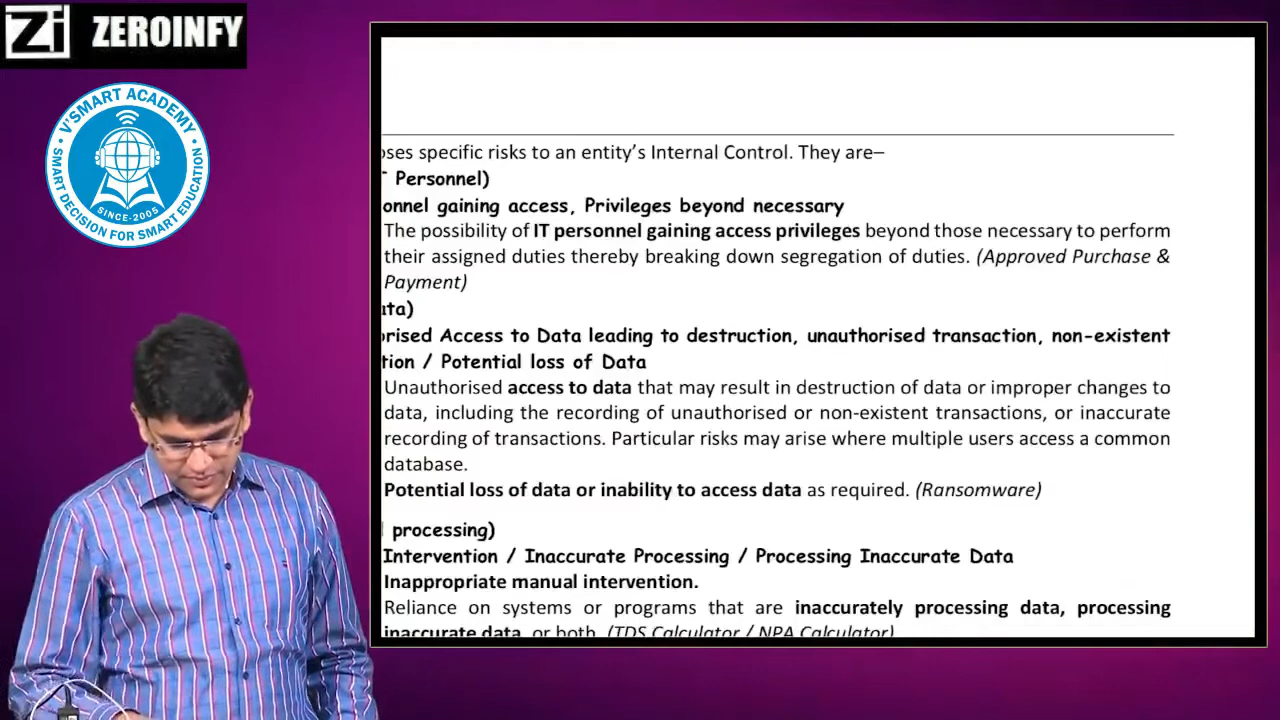 Zi ZEROINFY
V'SMART ACADEMY
SINCE-2005
SMART DECISION FOR SMART EDUCATION
oses specific risks to an entity's Internal Control. They are–
T Personnel)
onnel gaining access, Privileges beyond necessary
The possibility of IT personnel gaining access privileges beyond those necessary to perform
their assigned duties thereby breaking down segregation of duties. (Approved Purchase &
Payment)
ata)
orised Access to Data leading to destruction, unauthorised transaction, non-existent
tion / Potential loss of Data
Unauthorised access to data that may result in destruction of data or improper changes to
data, including the recording of unauthorised or non-existent transactions, or inaccurate
recording of transactions. Particular risks may arise where multiple users access a common
database.
Potential loss of data or inability to access data as required. (Ransomware)
processing)
Intervention / Inaccurate Processing / Processing Inaccurate Data
Inappropriate manual intervention.
Reliance on systems or programs that are inaccurately processing data, processing
inaccurate data, or both. (TDS Calculator / NPA Calculator)